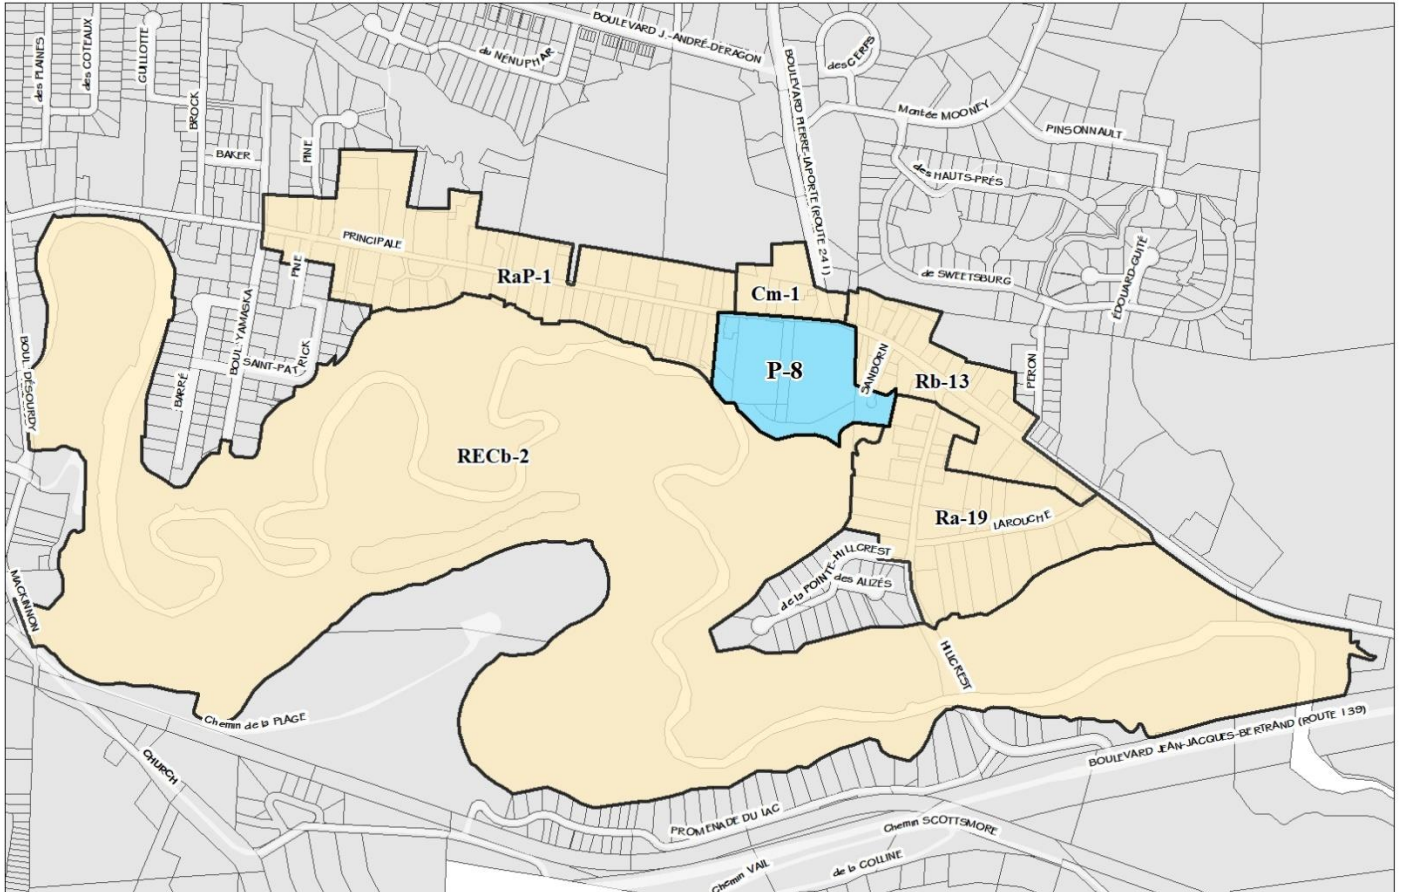 BOULEVARD J.-ANDRÉ-DERAGON
des PLAINES
des COTEAUX
GUILLOTTE
du NÉNUPHAR
des CERFS
BROCK
BOULEVARD PIERRE-LAPORTE (ROUTE 241)
Montée MOONEY
PINSONNAULT
BAKER
PINE
des HAUTS-PRÉS
PRINCIPALE
PINE
RaP-1
Cm-1
de SWEETSBURG
ÉDOUARD-GUITÉ
BOUL. YAMASKA
BOUL. DÉSOURDY
SAINT-PATRICK
BARRÉ
P-8
SANDORN
Rb-13
PERON
RECb-2
Ra-19
LAROUCHE
de la POINTE-HILLCREST
des ALIZÉS
MACKINNON
HILLCREST
Chemin de la PLAGE
CHURCH
BOULEVARD JEAN-JACQUES-BERTRAND (ROUTE 139)
PROMENADE DU LAC
Chemin SCOTTSMORE
Chemin VAIL
de la COLLINE